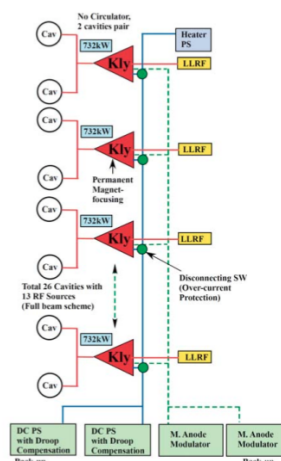 No Circulator,
2 cavities pair
Cav
732kW
Heater
PS
Kly
LLRF
Cav
Cav
732kW
Kly
LLRF
Cav
Permanent
Magnet-
focusing
Cav
732kW
Kly
LLRF
Cav
Disconnecting SW
(Over-current
Protection)
Total 26 Cavities with
13 RF Sources
(Full beam scheme)
Cav
732kW
Kly
LLRF
Cav
DC PS
with Droop
Compensation
DC PS
with Droop
Compensation
M. Anode
Modulator
M. Anode
Modulator